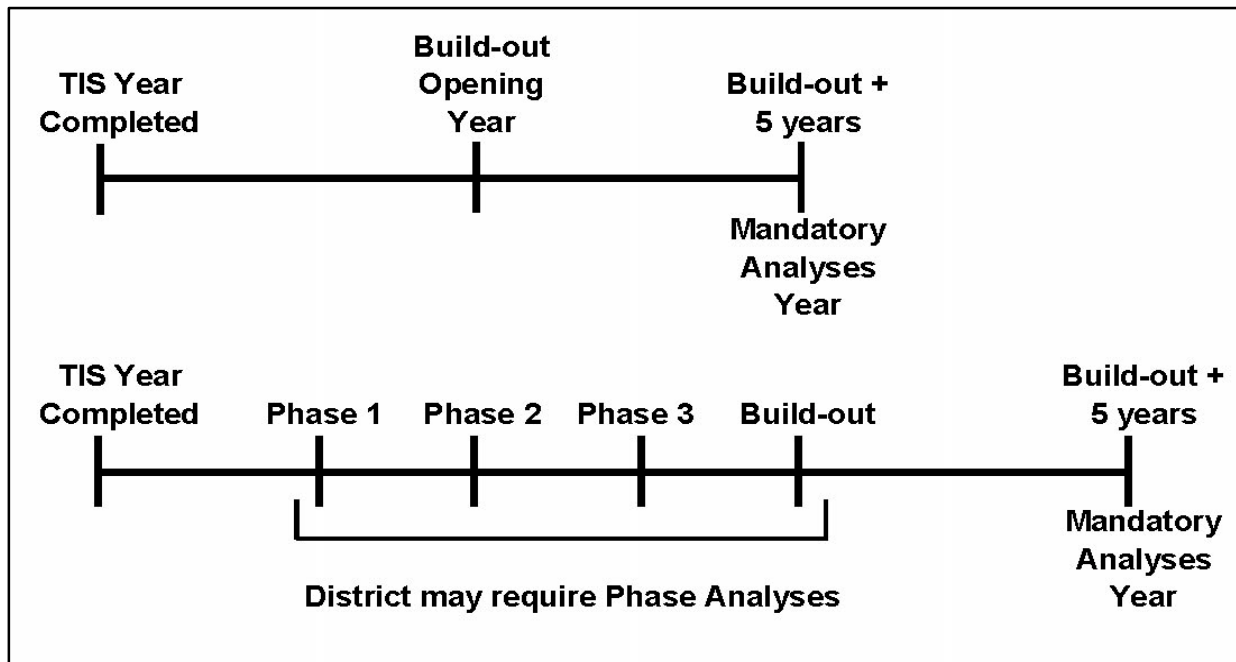 TIS Year
Completed
Build-out
Opening
Year
Build-out +
5 years
Mandatory
Analyses
Year
TIS Year
Completed
Phase 1
Phase 2
Phase 3
Build-out
Build-out +
5 years
Mandatory
Analyses
Year
District may require Phase Analyses